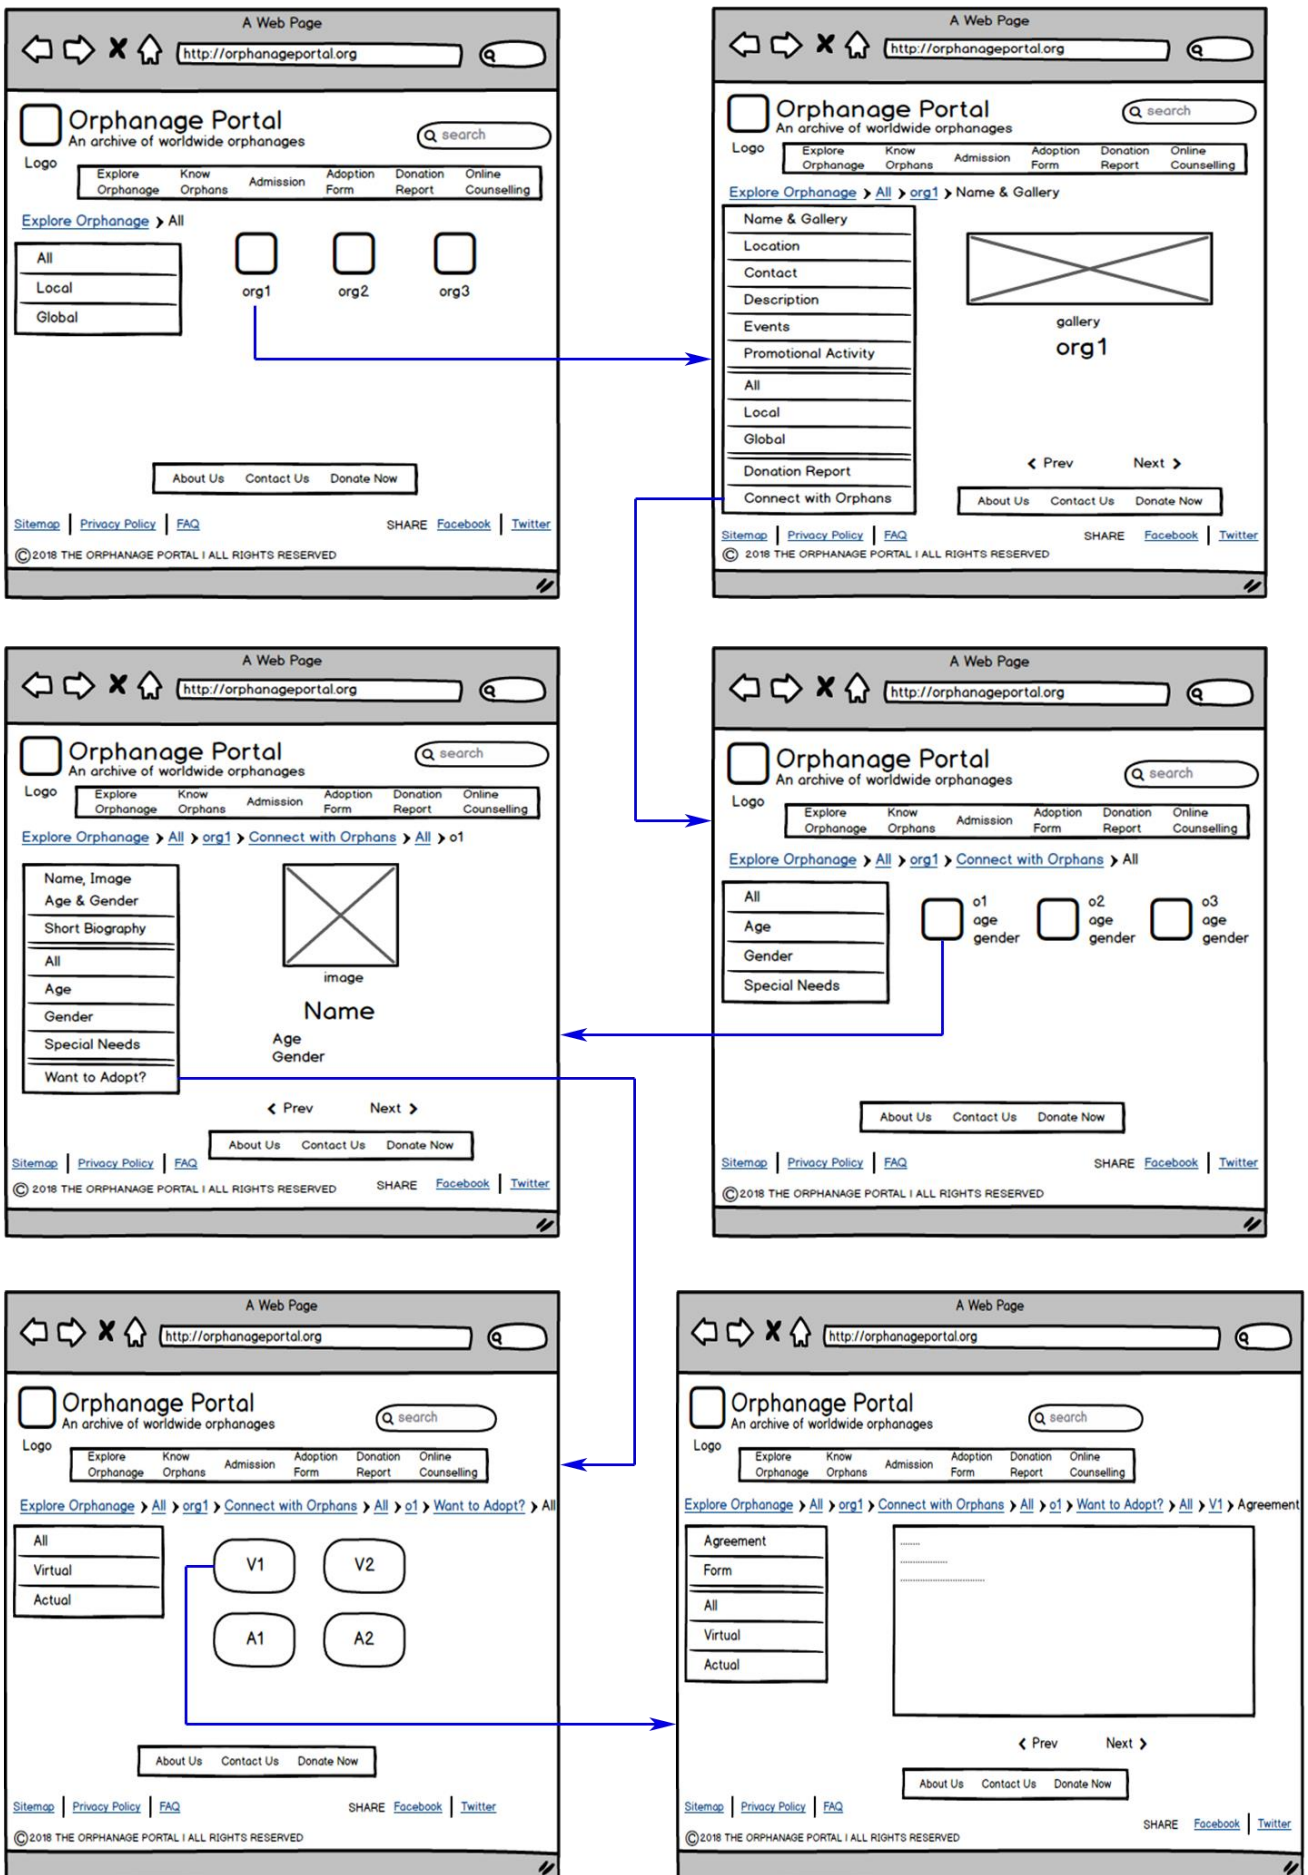 A Web Page
http://orphanageportal.org
Orphanage Portal
An archive of worldwide orphanages
search
Logo
Explore Orphanage Know Orphans Admission Adoption Form Donation Report Online Counselling
Explore Orphanage > All
All
Local
Global
org1 org2 org3
About Us Contact Us Donate Now
Sitemap Privacy Policy FAQ SHARE Facebook Twitter
©2018 THE ORPHANAGE PORTAL I ALL RIGHTS RESERVED
A Web Page
http://orphanageportal.org
Orphanage Portal
An archive of worldwide orphanages
search
Logo
Explore Orphanage Know Orphans Admission Adoption Form Donation Report Online Counselling
Explore Orphanage > All > org1 > Name & Gallery
Name & Gallery
Location
Contact
Description
Events
Promotional Activity
All
Local
Global
Donation Report
Connect with Orphans
gallery
org1
< Prev Next >
About Us Contact Us Donate Now
Sitemap Privacy Policy FAQ SHARE Facebook Twitter
© 2018 THE ORPHANAGE PORTAL I ALL RIGHTS RESERVED
A Web Page
http://orphanageportal.org
Orphanage Portal
An archive of worldwide orphanages
search
Logo
Explore Orphanage Know Orphans Admission Adoption Form Donation Report Online Counselling
Explore Orphanage > All > org1 > Connect with Orphans > All > o1
Name, Image
Age & Gender
Short Biography
All
Age
Gender
Special Needs
Want to Adopt?
image
Name
Age
Gender
< Prev Next >
About Us Contact Us Donate Now
Sitemap Privacy Policy FAQ
© 2018 THE ORPHANAGE PORTAL I ALL RIGHTS RESERVED SHARE Facebook Twitter
A Web Page
http://orphanageportal.org
Orphanage Portal
An archive of worldwide orphanages
search
Logo
Explore Orphanage Know Orphans Admission Adoption Form Donation Report Online Counselling
Explore Orphanage > All > org1 > Connect with Orphans > All
All
Age
Gender
Special Needs
o1 o2 o3
age age age
gender gender gender
About Us Contact Us Donate Now
Sitemap Privacy Policy FAQ SHARE Facebook Twitter
©2018 THE ORPHANAGE PORTAL I ALL RIGHTS RESERVED
A Web Page
http://orphanageportal.org
Orphanage Portal
An archive of worldwide orphanages
search
Logo
Explore Orphanage Know Orphans Admission Adoption Form Donation Report Online Counselling
Explore Orphanage > All > org1 > Connect with Orphans > All > o1 > Want to Adopt? > All
All
Virtual
Actual
V1 V2
A1 A2
About Us Contact Us Donate Now
Sitemap Privacy Policy FAQ SHARE Facebook Twitter
©2018 THE ORPHANAGE PORTAL I ALL RIGHTS RESERVED
A Web Page
http://orphanageportal.org
Orphanage Portal
An archive of worldwide orphanages
search
Logo
Explore Orphanage Know Orphans Admission Adoption Form Donation Report Online Counselling
Explore Orphanage > All > org1 > Connect with Orphans > All > o1 > Want to Adopt? > All > V1 > Agreement
Agreement
Form
All
Virtual
Actual
< Prev Next >
About Us Contact Us Donate Now
Sitemap Privacy Policy FAQ
SHARE Facebook Twitter
©2018 THE ORPHANAGE PORTAL I ALL RIGHTS RESERVED